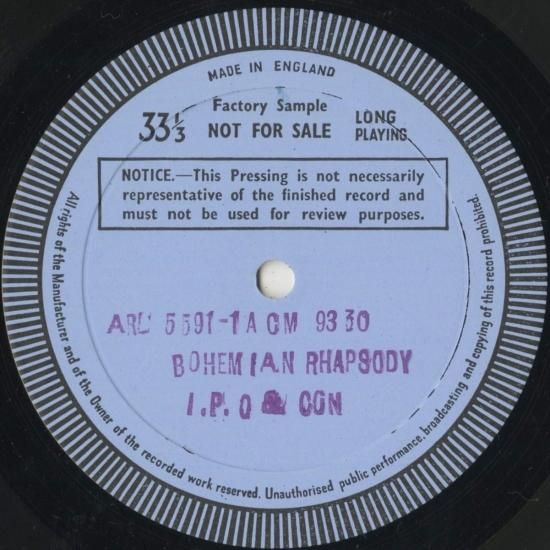 MADE IN ENGLAND
Factory Sample
33⅓ NOT FOR SALE LONG PLAYING
NOTICE.—This Pressing is not necessarily
representative of the finished record and
must not be used for review purposes.
ARL 5591-1A CM 9330
BOHEMIAN RHAPSODY
I.P.O & CON
All rights of the Manufacturer and of the Owner of the recorded work reserved. Unauthorised public performance, broadcasting and copying of this record prohibited.